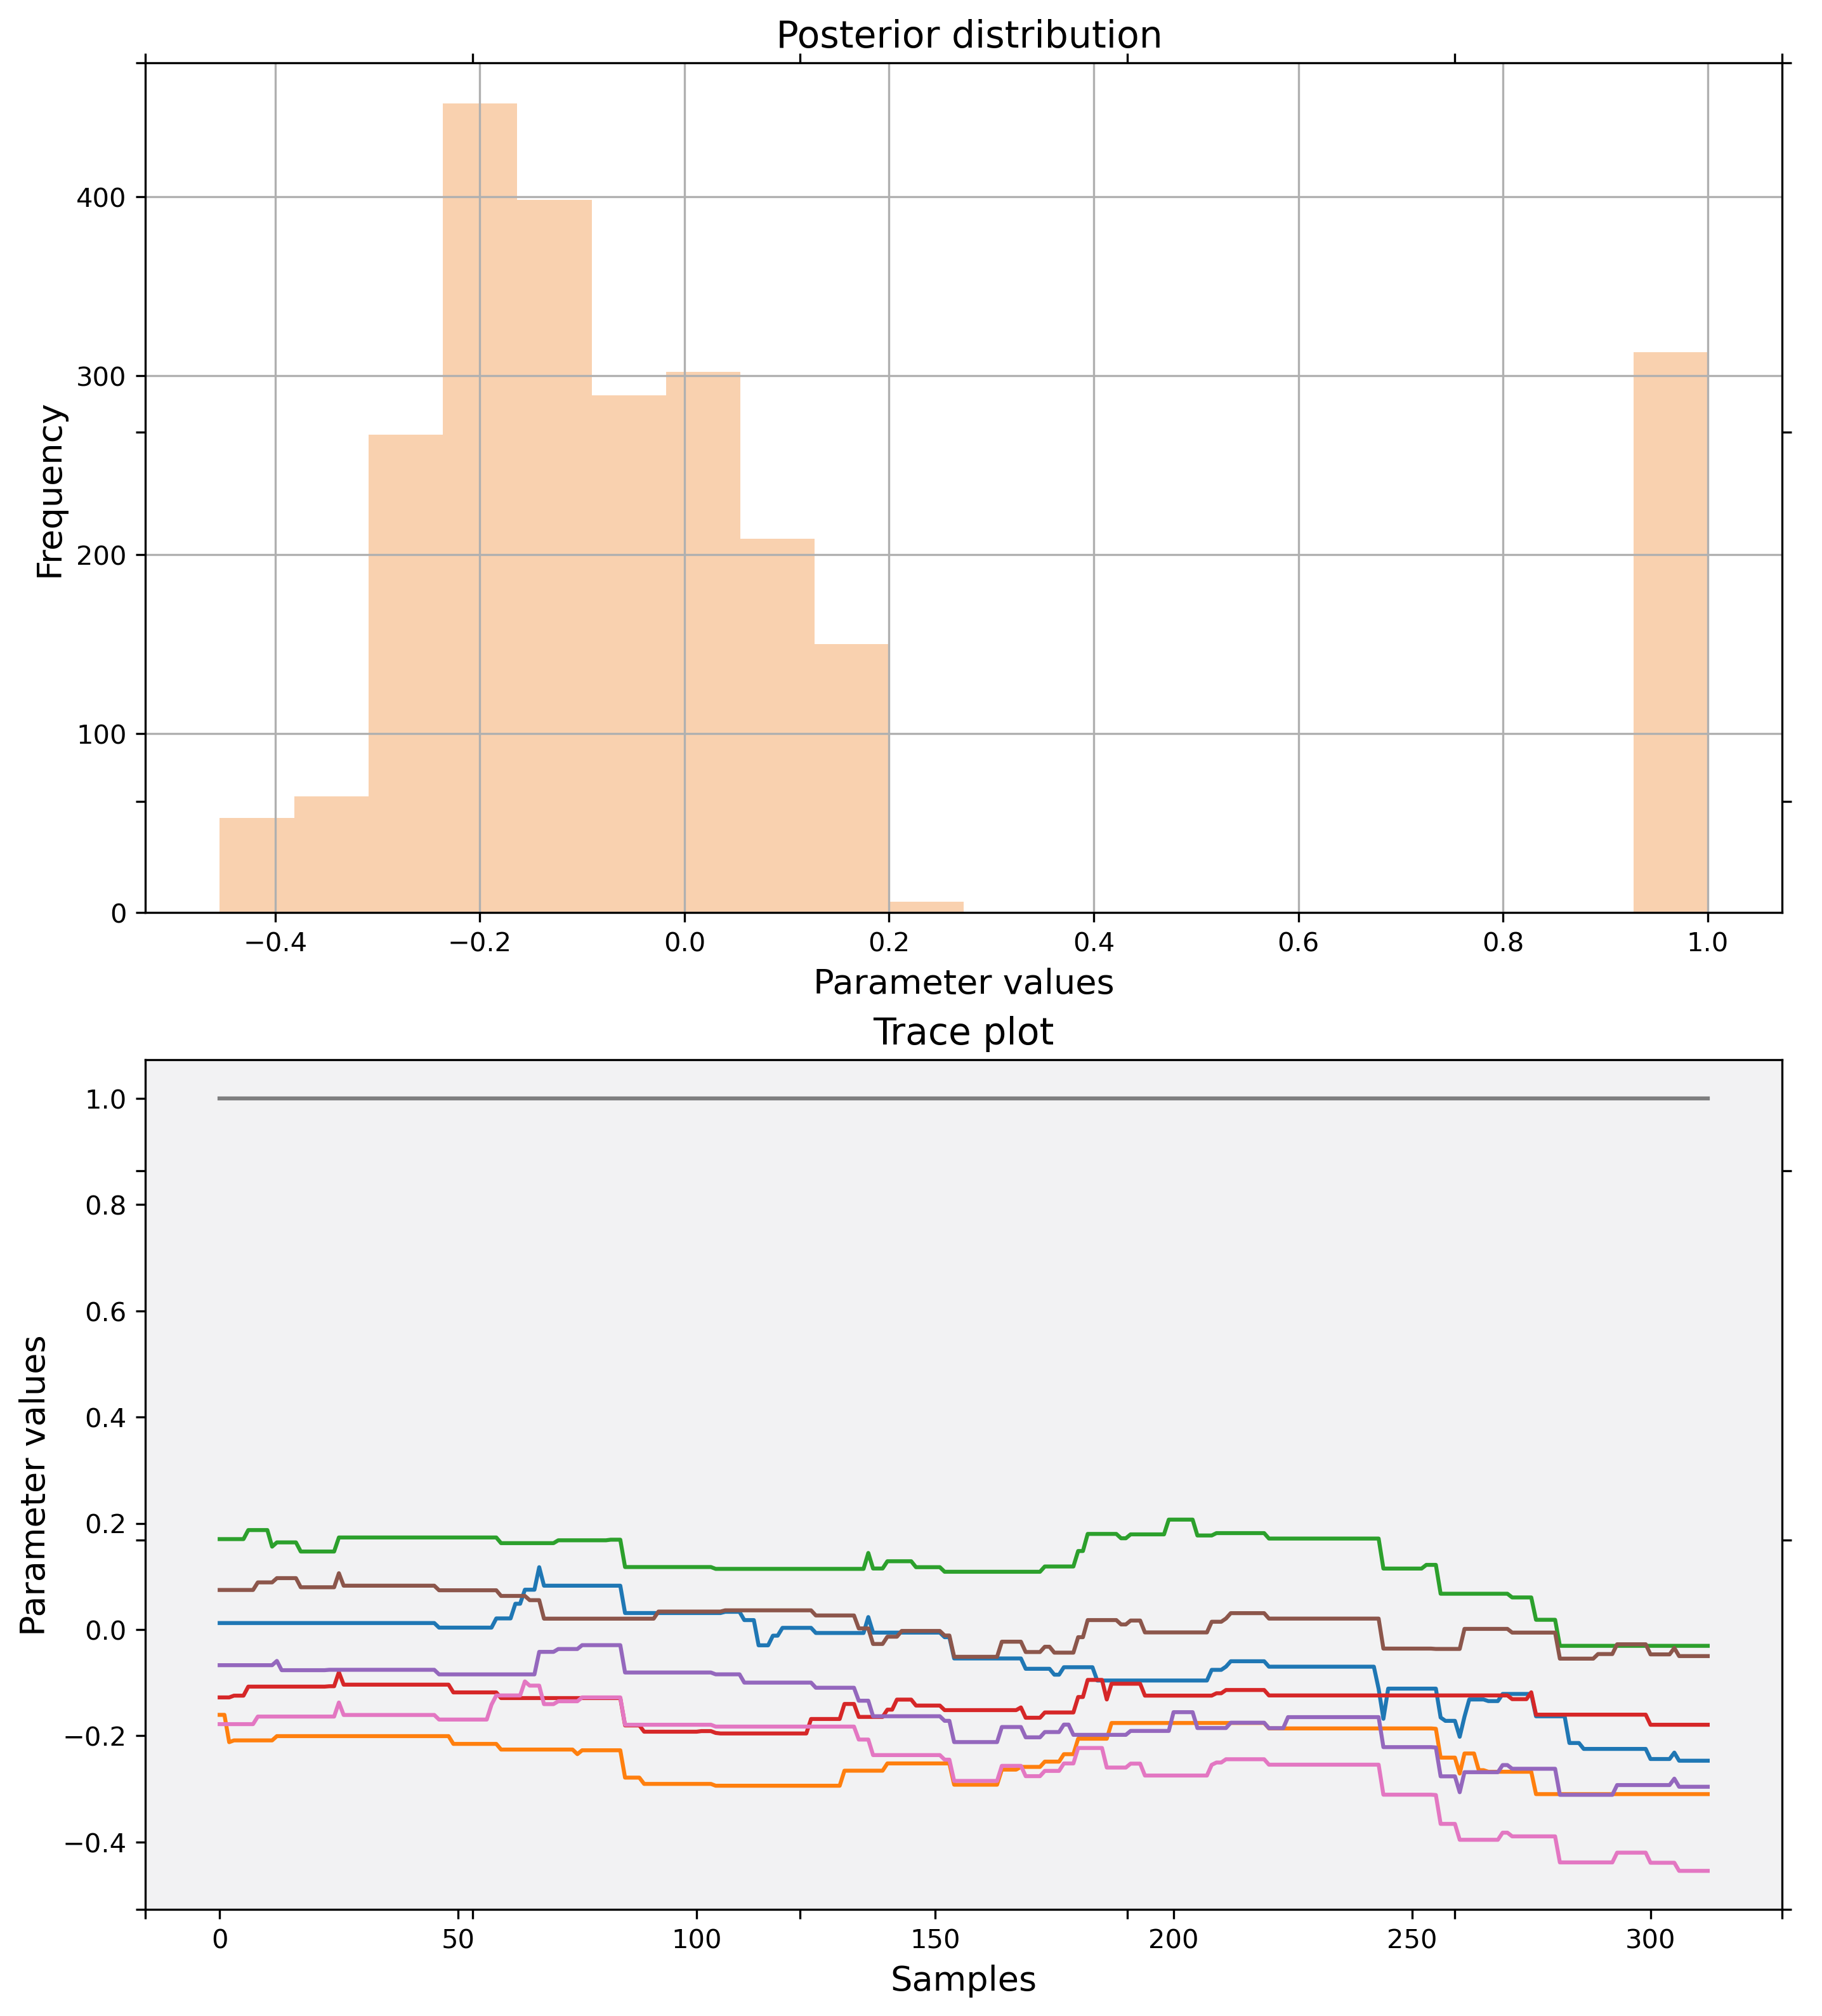 Posterior distribution
Frequency
400
300
200
100
0
−0.4 −0.2 0.0 0.2 0.4 0.6 0.8 1.0
Parameter values
Trace plot
Parameter values
1.0
0.8
0.6
0.4
0.2
0.0
−0.2
−0.4
0 50 100 150 200 250 300
Samples